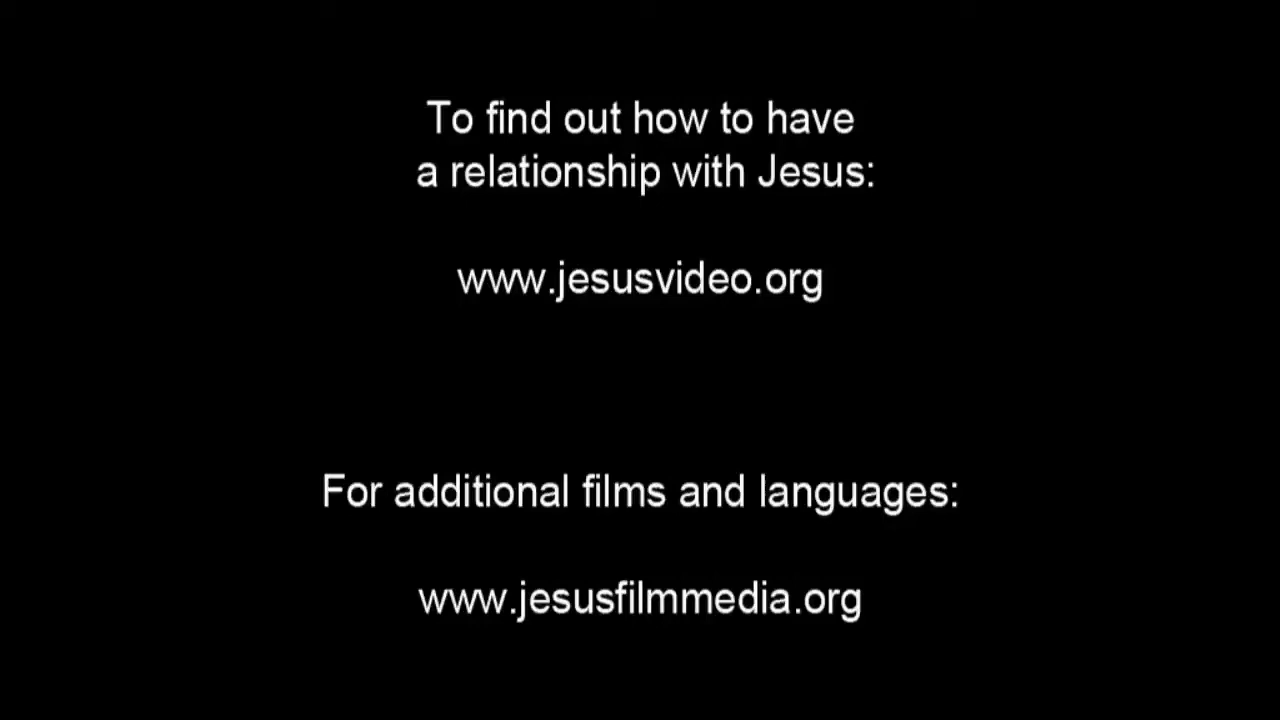 To find out how to have
a relationship with Jesus:
www.jesusvideo.org
For additional films and languages:
www.jesusfilmmedia.org